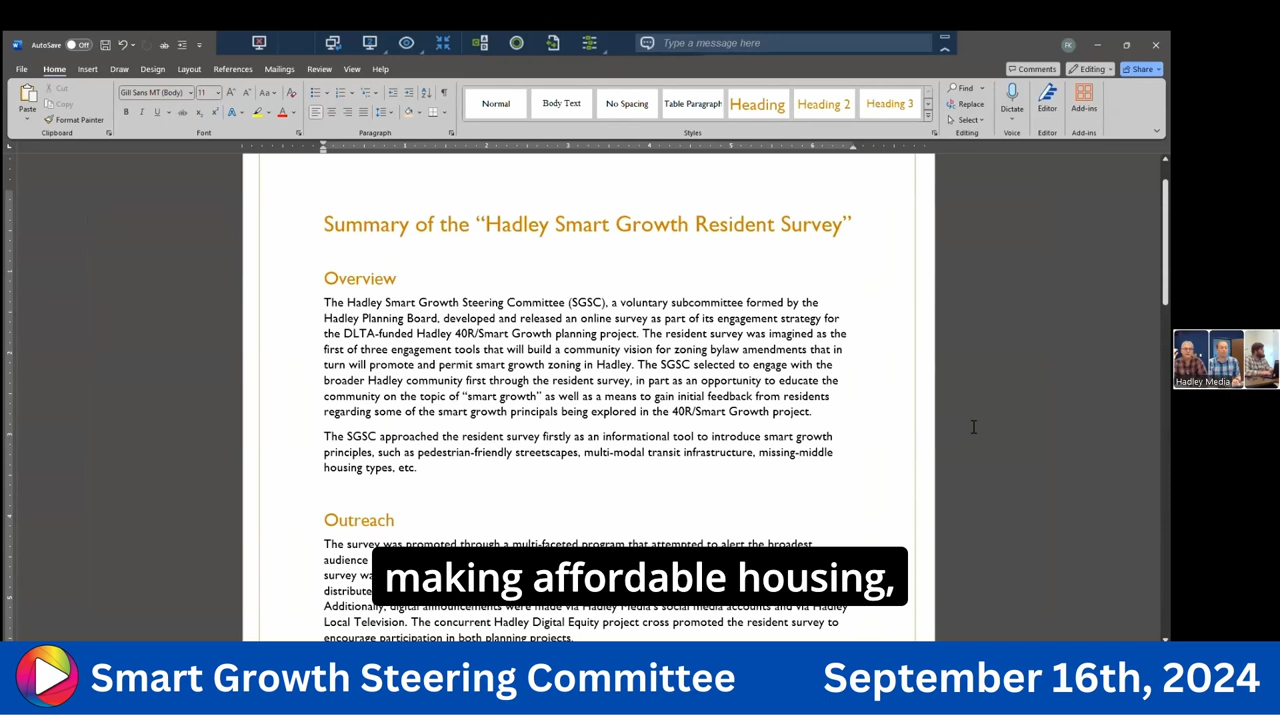 AutoSave Off
Type a message here
FK
File Home Insert Draw Design Layout References Mailings Review View Help
Comments Editing Share
Paste
Cut
Copy
Format Painter
Clipboard
Gill Sans MT (Body) 11
Font
Paragraph
Normal Body Text No Spacing Table Paragraph Heading Heading 2 Heading 3
Styles
Find
Replace
Select
Editing
Dictate
Voice
Editor
Editor
Add-ins
Add-ins
1 2 3 4 5 6
Summary of the “Hadley Smart Growth Resident Survey”
Overview
The Hadley Smart Growth Steering Committee (SGSC), a voluntary subcommittee formed by the
Hadley Planning Board, developed and released an online survey as part of its engagement strategy for
the DLTA-funded Hadley 40R/Smart Growth planning project. The resident survey was imagined as the
first of three engagement tools that will build a community vision for zoning bylaw amendments that in
turn will promote and permit smart growth zoning in Hadley. The SGSC selected to engage with the
broader Hadley community first through the resident survey, in part as an opportunity to educate the
community on the topic of “smart growth” as well as a means to gain initial feedback from residents
regarding some of the smart growth principals being explored in the 40R/Smart Growth project.
The SGSC approached the resident survey firstly as an informational tool to introduce smart growth
principles, such as pedestrian-friendly streetscapes, multi-modal transit infrastructure, missing-middle
housing types, etc.
Outreach
The survey was promoted through a multi-faceted program that attempted to alert the broadest
audience
survey wa
distribute
Additionally, digital announcements were made via Hadley Media's social media accounts and via Hadley
Local Television. The concurrent Hadley Digital Equity project cross promoted the resident survey to
encourage participation in both planning projects.
making affordable housing,
Hadley Media
Smart Growth Steering Committee September 16th, 2024